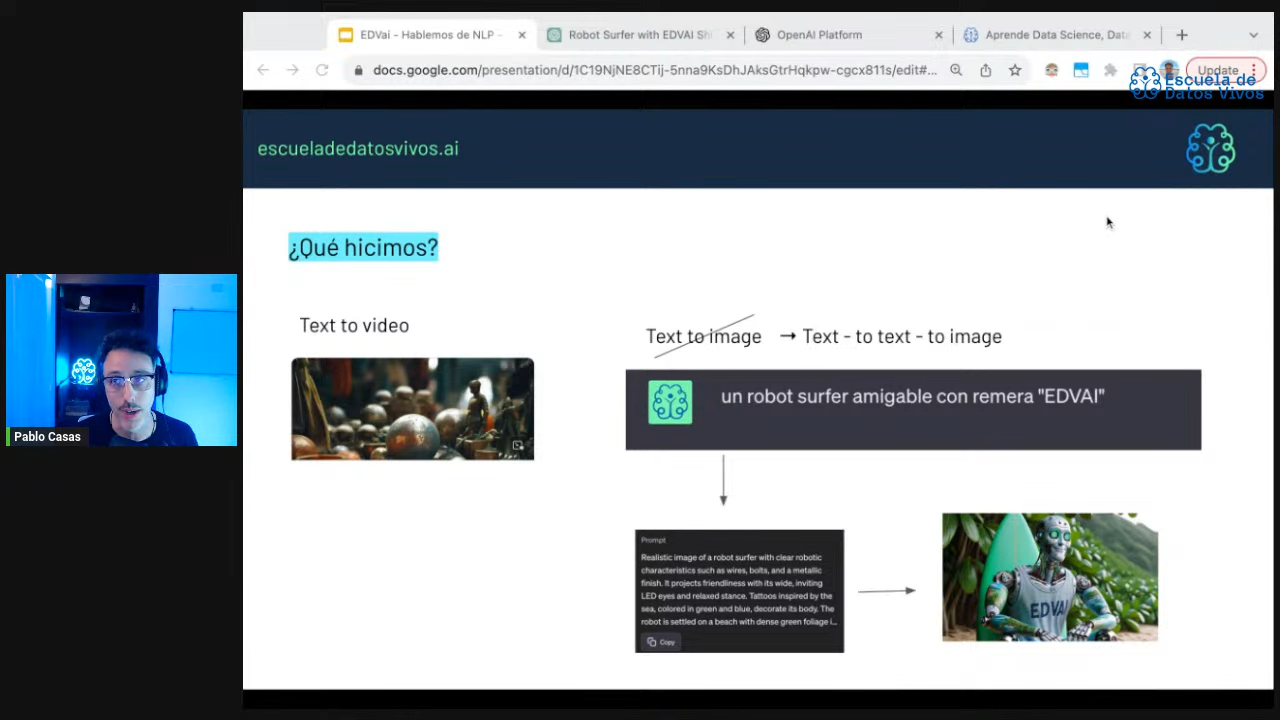 EDVai - Hablemos de NLP -
Robot Surfer with EDVAI Shi
OpenAI Platform
Aprende Data Science, Data
docs.google.com/presentation/d/1C19NjNE8CTij-5nna9KsDhJAksGtrHqkpw-cgcx811s/edit#...
Update
Escuela de
Datos Vivos
escueladedatosvivos.ai
¿Qué hicimos?
Text to video
Text to image → Text - to text - to image
un robot surfer amigable con remera "EDVAI"
Pablo Casas
Prompt
Realistic image of a robot surfer with clear robotic
characteristics such as wires, bolts, and a metallic
finish. It projects friendliness with its wide, inviting
LED eyes and relaxed stance. Tattoos inspired by the
sea, colored in green and blue, decorate its body. The
robot is settled on a beach with dense green foliage i...
Copy
EDVAI